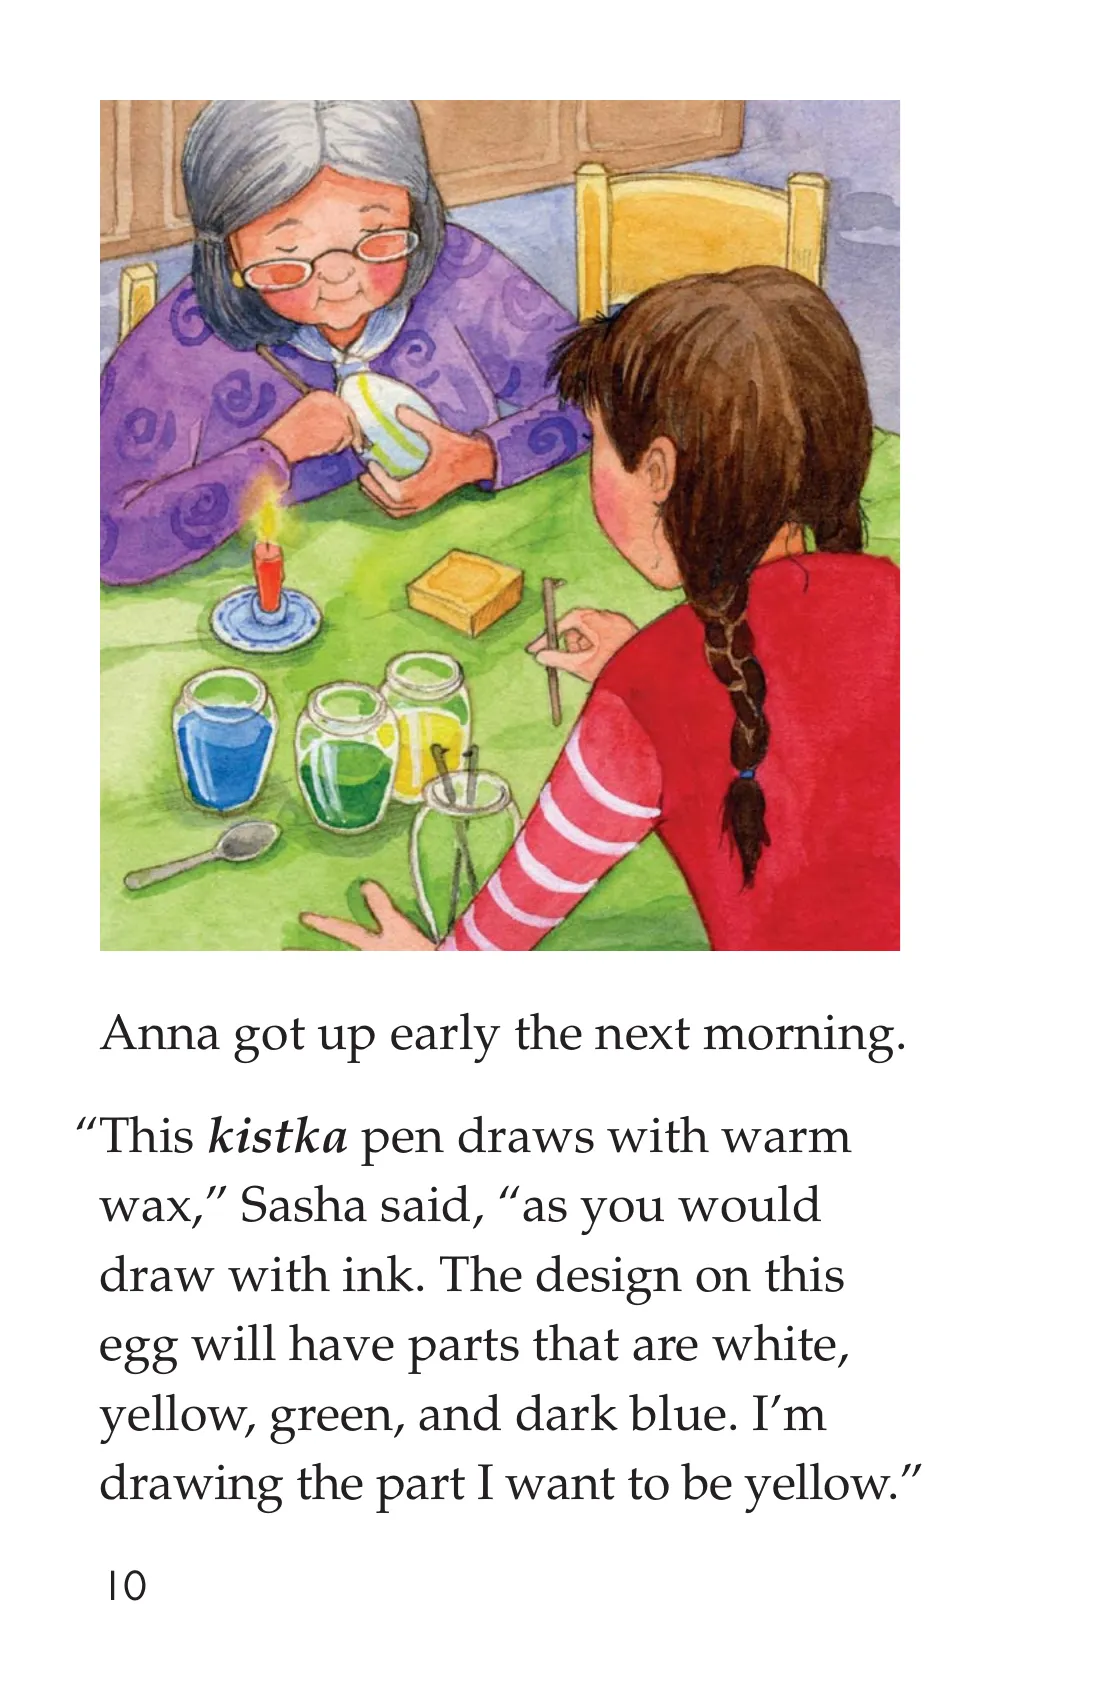 Anna got up early the next morning.
“This kistka pen draws with warm
wax,” Sasha said, “as you would
draw with ink. The design on this
egg will have parts that are white,
yellow, green, and dark blue. I’m
drawing the part I want to be yellow.”
10